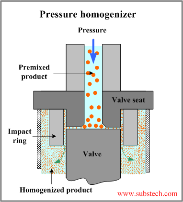 Pressure homogenizer
Pressure
Premixed
product
Valve seat
Impact
ring
Valve
Homogenized product
www.substech.com